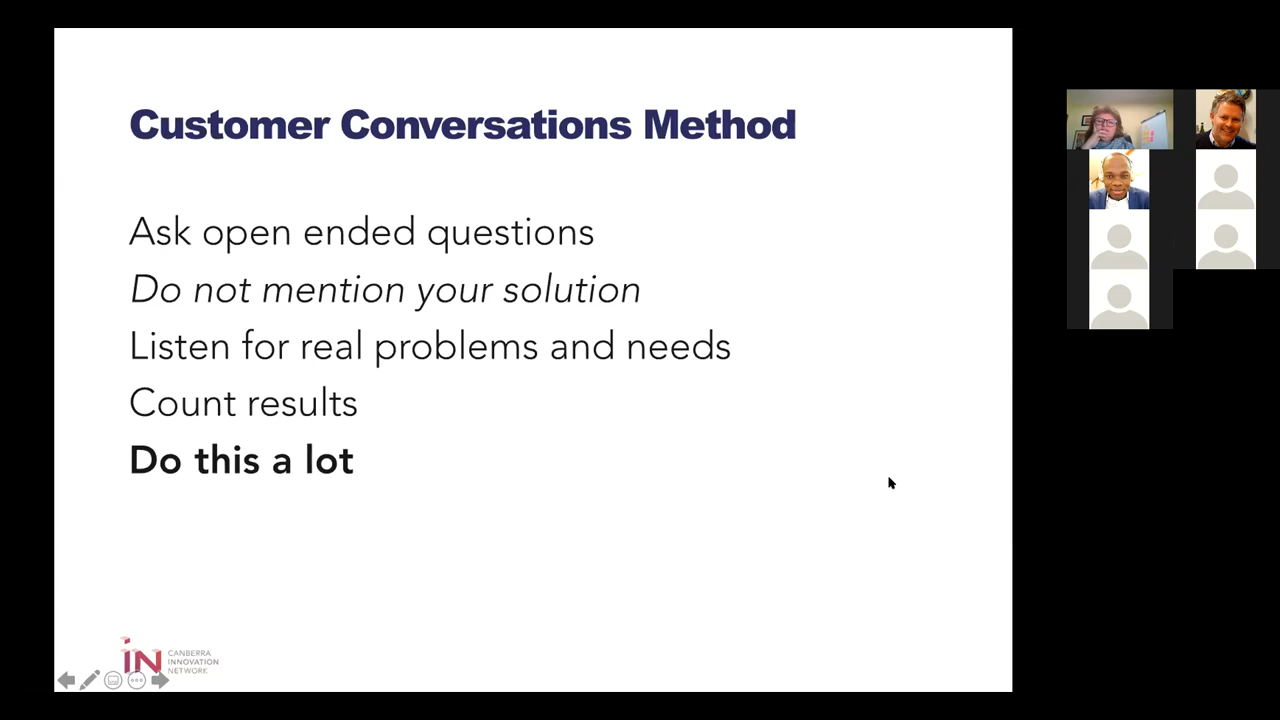 Customer Conversations Method
Ask open ended questions
Do not mention your solution
Listen for real problems and needs
Count results
Do this a lot
iN
CANBERRA
INNOVATION
NETWORK